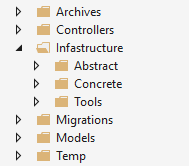 Archives
Controllers
Infastructure
Abstract
Concrete
Tools
Migrations
Models
Temp